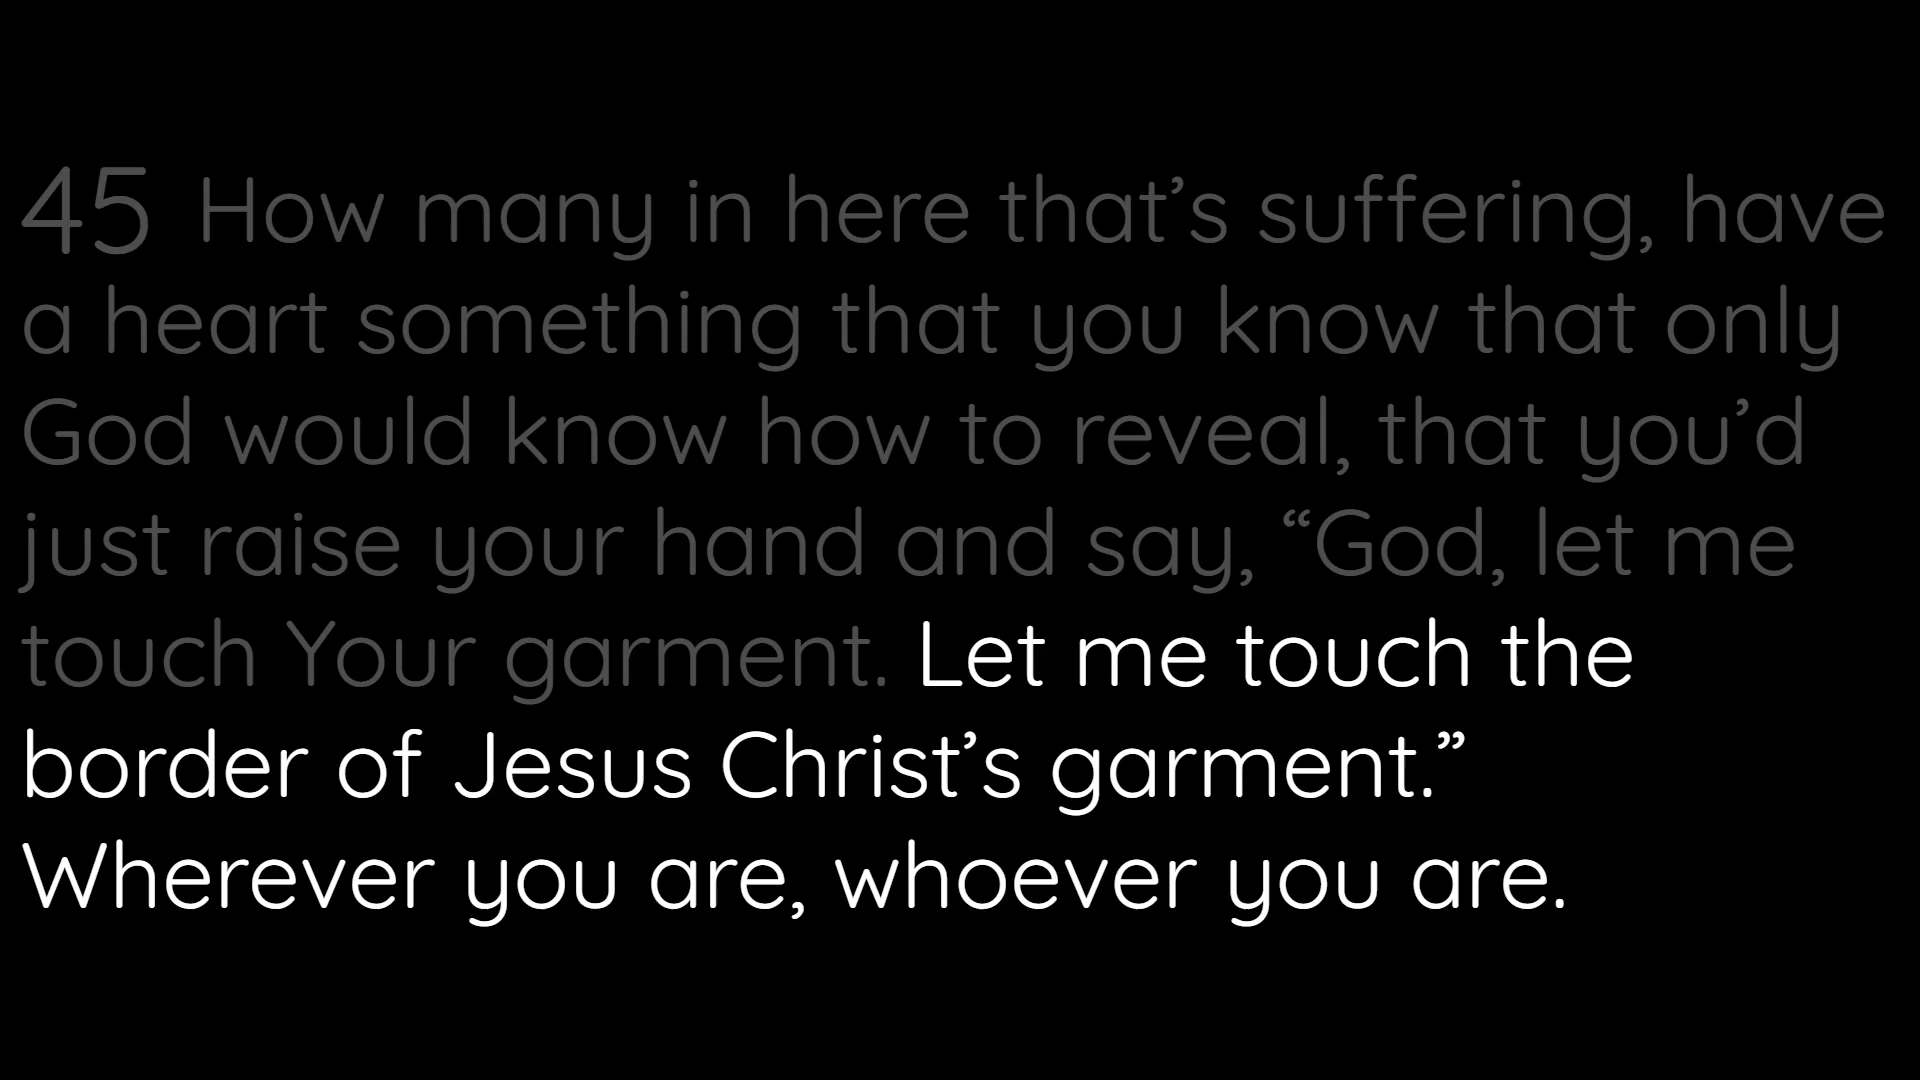 45 How many in here that’s suffering, have
a heart something that you know that only
God would know how to reveal, that you’d
just raise your hand and say, “God, let me
touch Your garment. Let me touch the
border of Jesus Christ’s garment.”
Wherever you are, whoever you are.